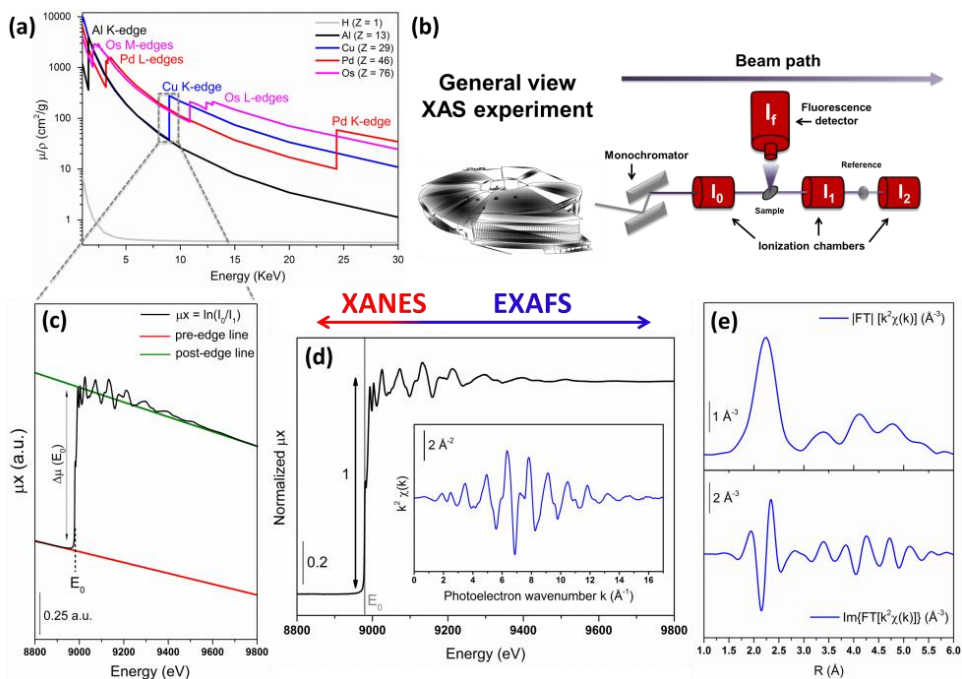 (a)
10000
1000
100
10
1
μ/ρ (cm²/g)
Al K-edge
Os M-edges
Pd L-edges
Cu K-edge
Os L-edges
Pd K-edge
H (Z = 1)
Al (Z = 13)
Cu (Z = 29)
Pd (Z = 46)
Os (Z = 76)
5 10 15 20 25 30
Energy (KeV)
(b)
General view
XAS experiment
Beam path
I_f
Fluorescence
detector
Monochromator
Reference
I₀
I₁
I₂
Sample
Ionization chambers
XANES EXAFS
(c)
μx = ln(I₀/I₁)
pre-edge line
post-edge line
μx (a.u.)
Δμ (E₀)
E₀
0.25 a.u.
8800 9000 9200 9400 9600 9800
Energy (eV)
(d)
Normalized μx
1
0.2
E₀
2 Å⁻²
k² χ(k)
0 2 4 6 8 10 12 14 16
Photoelectron wavenumber k (Å⁻¹)
8800 9000 9200 9400 9600 9800
Energy (eV)
(e)
|FT| [k²χ(k)] (Å⁻³)
1 Å⁻³
2 Å⁻³
Im{FT[k²χ(k)]} (Å⁻³)
1.0 1.5 2.0 2.5 3.0 3.5 4.0 4.5 5.0 5.5 6.0
R (Å)